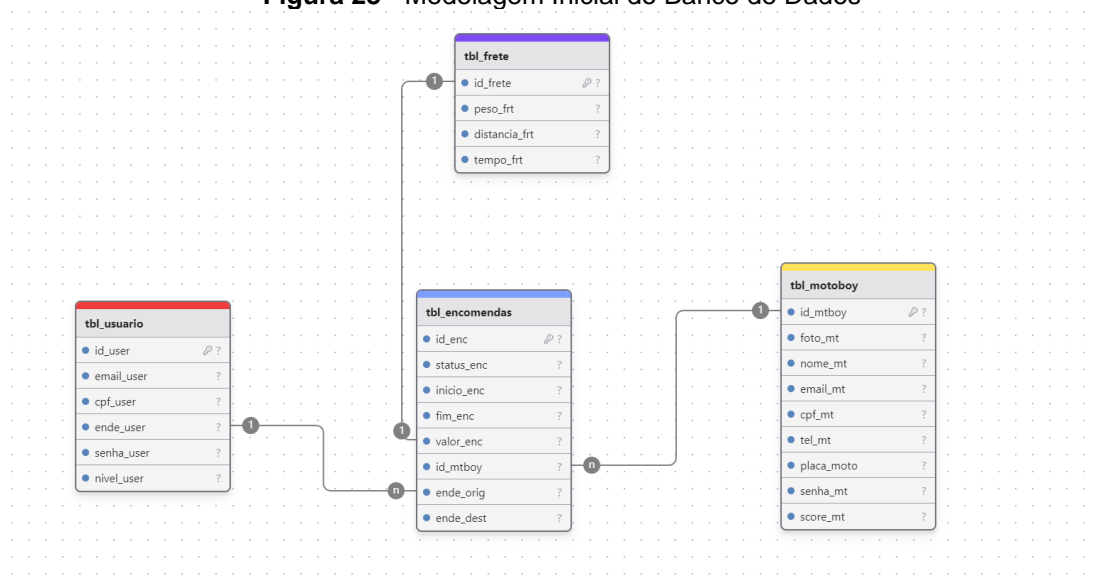 Figura 23 - Modelagem Inicial do Banco de Dados
tbl_frete
1
id_frete ?
peso_frt ?
distancia_frt ?
tempo_frt ?
tbl_usuario
id_user ?
email_user ?
cpf_user ?
ende_user ?
1
senha_user ?
nivel_user ?
tbl_encomendas
id_enc ?
status_enc ?
inicio_enc ?
fim_enc ?
1
valor_enc ?
id_mtboy ?
n
n
ende_orig ?
ende_dest ?
tbl_motoboy
1
id_mtboy ?
foto_mt ?
nome_mt ?
email_mt ?
cpf_mt ?
tel_mt ?
placa_moto ?
senha_mt ?
score_mt ?